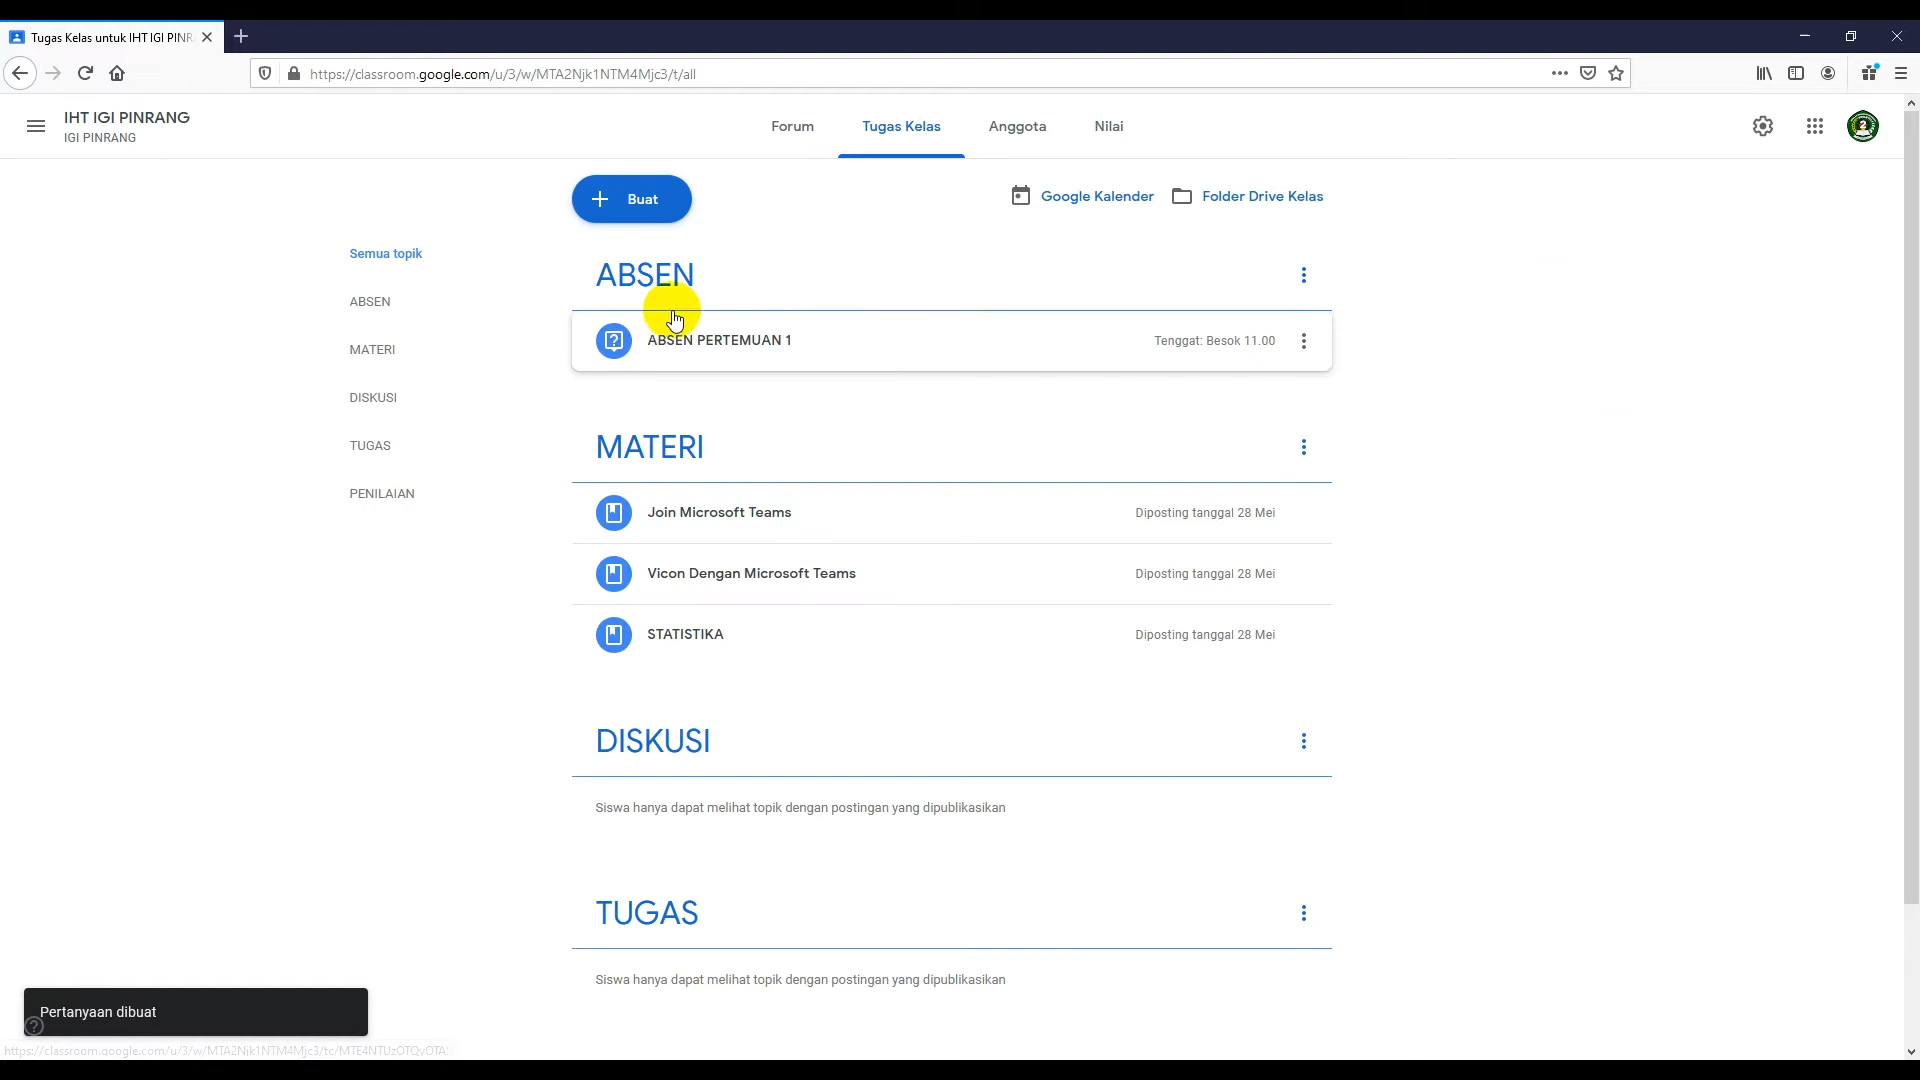 Tugas Kelas untuk IHT IGI PINR
https://classroom.google.com/u/3/w/MTA2Njk1NTM4Mjc3/t/all
IHT IGI PINRANG
IGI PINRANG
Forum
Tugas Kelas
Anggota
Nilai
Buat
Google Kalender
Folder Drive Kelas
Semua topik
ABSEN
MATERI
DISKUSI
TUGAS
PENILAIAN
ABSEN
ABSEN PERTEMUAN 1
Tenggat: Besok 11.00
MATERI
Join Microsoft Teams
Diposting tanggal 28 Mei
Vicon Dengan Microsoft Teams
Diposting tanggal 28 Mei
STATISTIKA
Diposting tanggal 28 Mei
DISKUSI
Siswa hanya dapat melihat topik dengan postingan yang dipublikasikan
TUGAS
Siswa hanya dapat melihat topik dengan postingan yang dipublikasikan
Pertanyaan dibuat